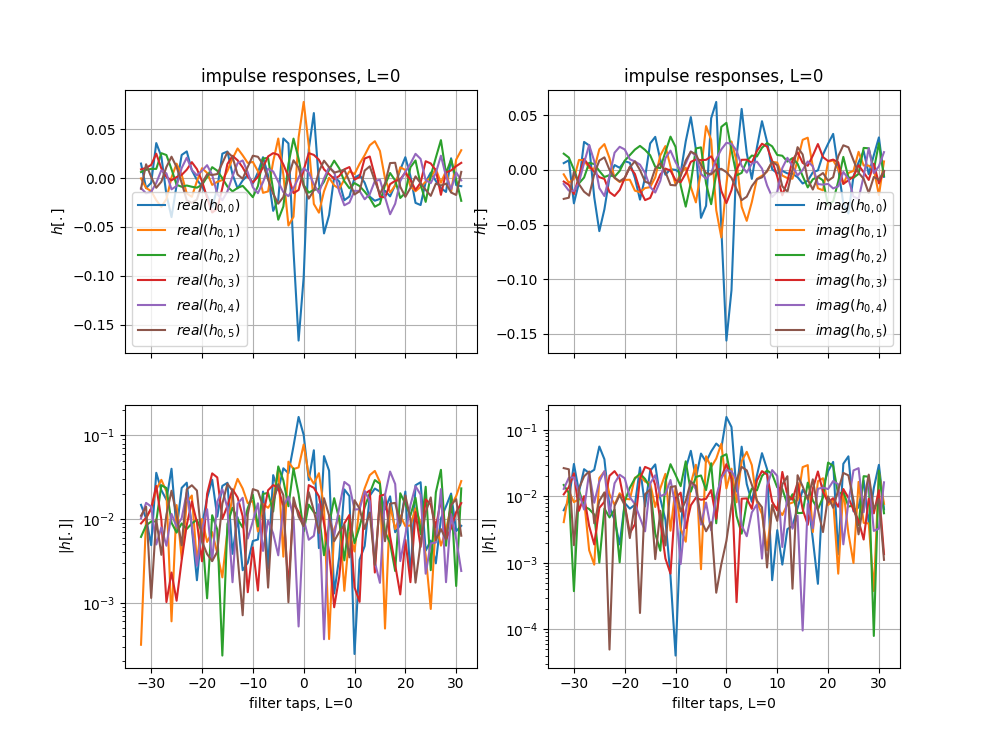 impulse responses, L=0
0.05
0.00
−0.05
−0.10
−0.15
h[.]
real(h0,0)
real(h0,1)
real(h0,2)
real(h0,3)
real(h0,4)
real(h0,5)
impulse responses, L=0
0.05
0.00
−0.05
−0.10
−0.15
h[.]
imag(h0,0)
imag(h0,1)
imag(h0,2)
imag(h0,3)
imag(h0,4)
imag(h0,5)
10−1
10−2
10−3
|h[.]|
−30 −20 −10 0 10 20 30
filter taps, L=0
10−1
10−2
10−3
10−4
|h[.]|
−30 −20 −10 0 10 20 30
filter taps, L=0